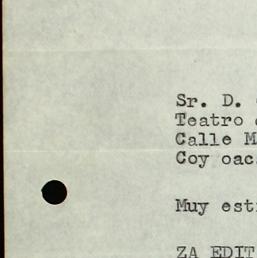 Sr. D.
Teatro
Calle M
Coy oac
Muy est
ZA EDIT